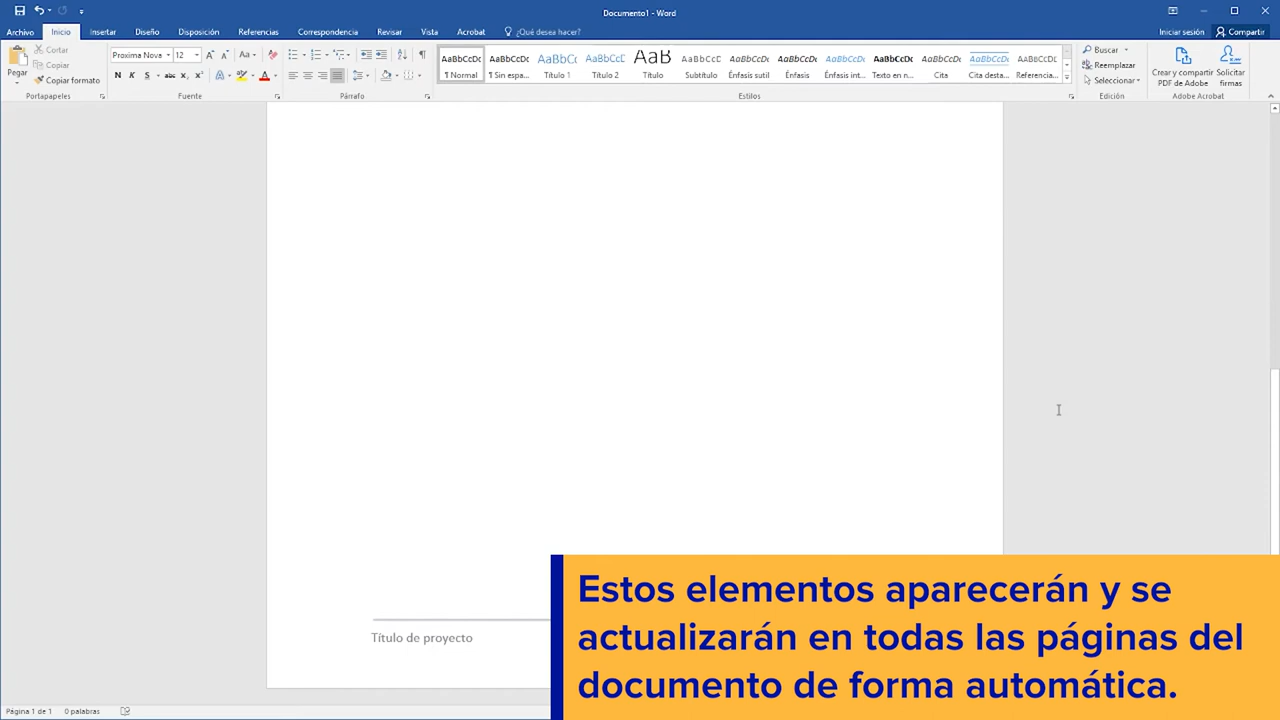 Documento1 - Word
Archivo Inicio Insertar Diseño Disposición Referencias Correspondencia Revisar Vista Acrobat ¿Qué desea hacer? Iniciar sesión Compartir
Pegar Cortar
Copiar
Copiar formato
Portapapeles
Proxima Nova 12 Aa
N K S abc X₂ X² A A
Fuente
Párrafo
AaBbCcDc AaBbCcDc AaBbCc AaBbCcD AaB AaBbCcC AaBbCcDc AaBbCcDc AaBbCcDc AaBbCcDc AaBbCcDc AaBbCcDc AaBbCcDc
¶ Normal ¶ Sin espa... Título 1 Título 2 Título Subtítulo Énfasis sutil Énfasis Énfasis int... Texto en n... Cita Cita desta... Referencia...
Estilos
Buscar
Reemplazar
Seleccionar
Edición
Crear y compartir PDF de Adobe
Solicitar firmas
Adobe Acrobat
Título de proyecto
Estos elementos aparecerán y se
actualizarán en todas las páginas del
documento de forma automática.
Página 1 de 1 0 palabras